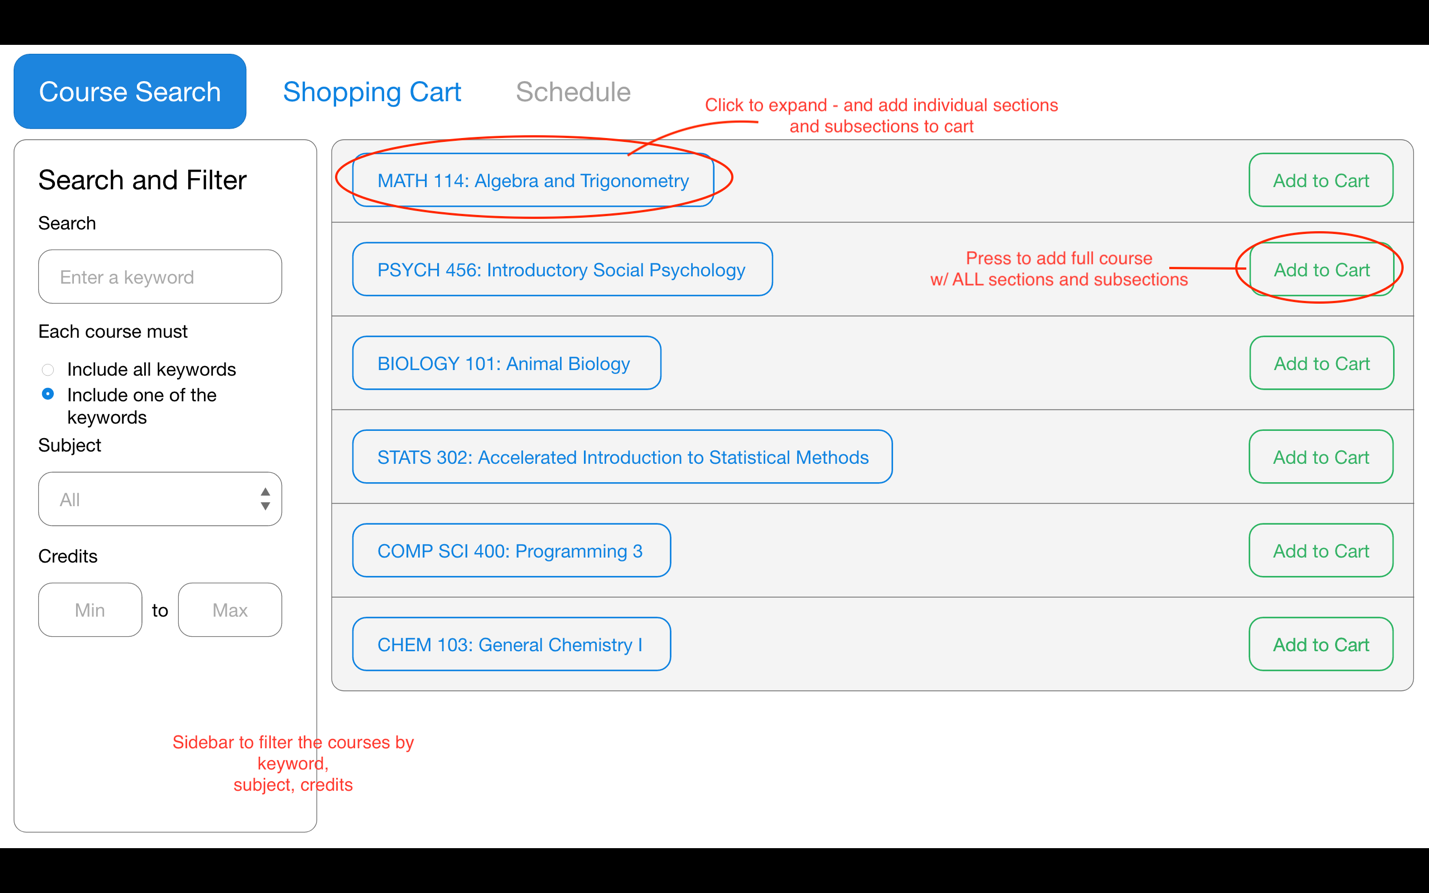 Course Search
Shopping Cart
Schedule
Click to expand - and add individual sections
and subsections to cart
Search and Filter
Search
Enter a keyword
Each course must
Include all keywords
Include one of the
keywords
Subject
All
Credits
Min
to
Max
Sidebar to filter the courses by
keyword,
subject, credits
MATH 114: Algebra and Trigonometry
Add to Cart
PSYCH 456: Introductory Social Psychology
Press to add full course
w/ ALL sections and subsections
Add to Cart
BIOLOGY 101: Animal Biology
Add to Cart
STATS 302: Accelerated Introduction to Statistical Methods
Add to Cart
COMP SCI 400: Programming 3
Add to Cart
CHEM 103: General Chemistry I
Add to Cart